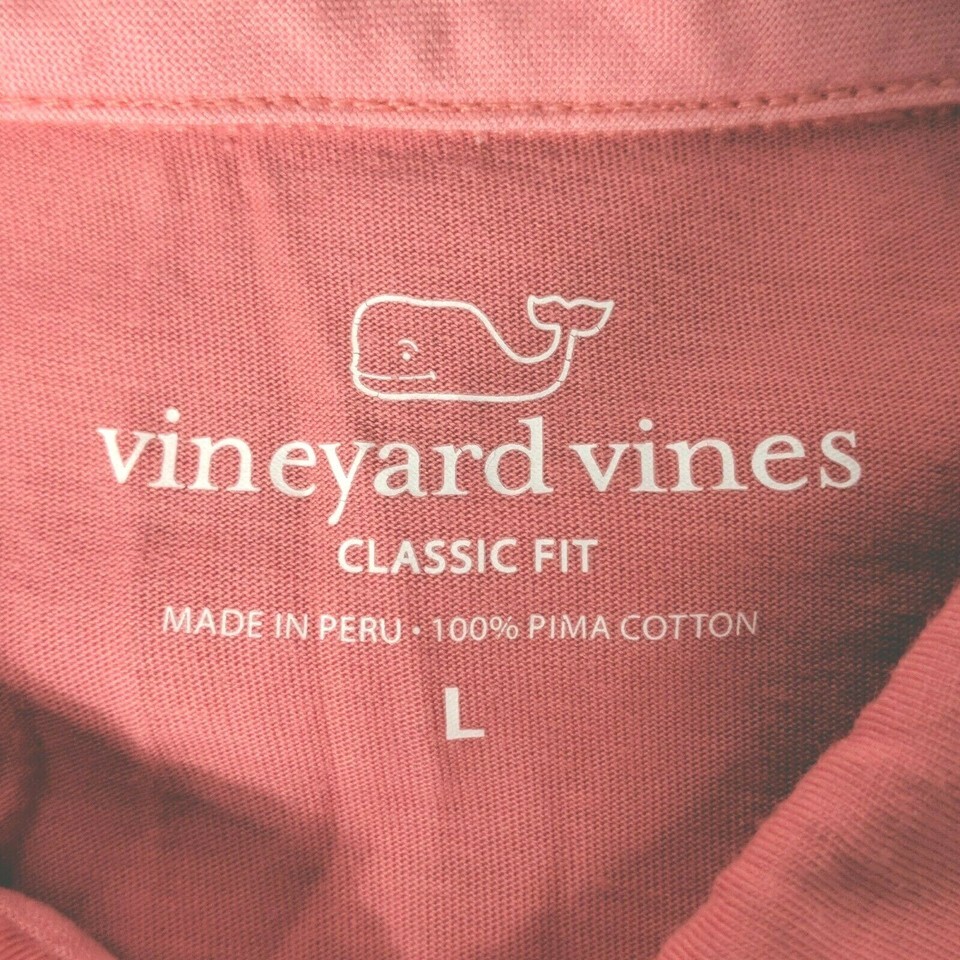 vineyard vines
CLASSIC FIT
MADE IN PERU • 100% PIMA COTTON
L